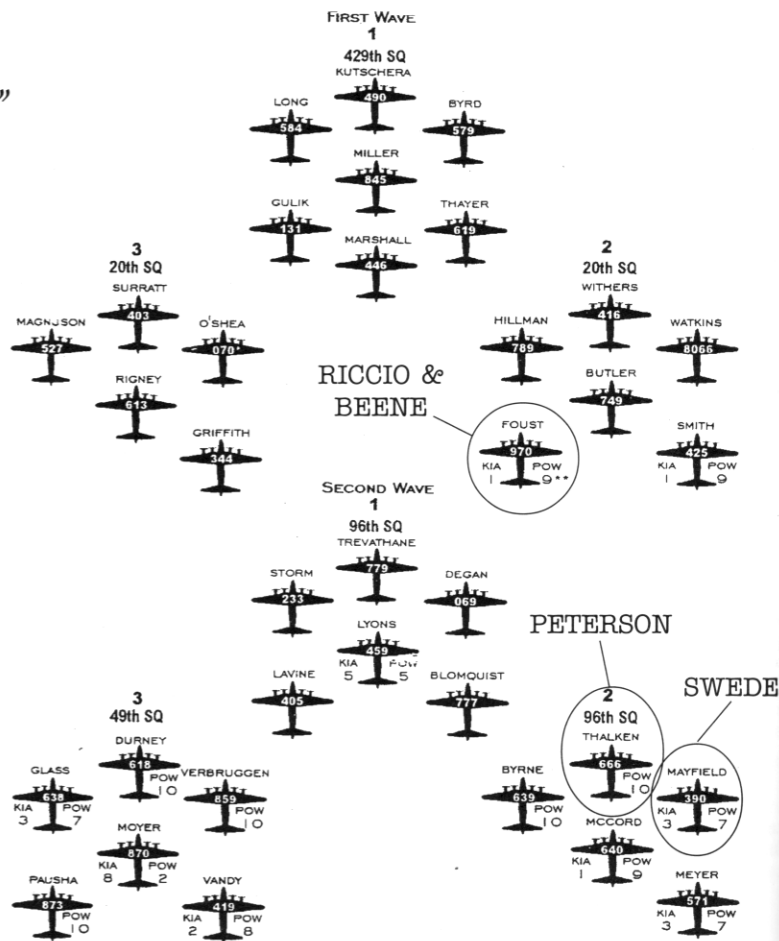 ”
FIRST WAVE
1
429th SQ
KUTSCHERA
490
LONG
584
BYRD
579
MILLER
845
GULIK
131
THAYER
619
MARSHALL
446
3
20th SQ
SURRATT
403
MAGNUSON
527
O'SHEA
070
RIGNEY
613
GRIFFITH
344
2
20th SQ
WITHERS
416
HILLMAN
789
WATKINS
8066
BUTLER
749
RICCIO &
BEENE
FOUST
970
KIA POW
1 9**
SMITH
425
KIA POW
1 9
SECOND WAVE
1
96th SQ
TREVATHANE
779
STORM
233
DEGAN
069
LYONS
459
KIA POW
5 5
LAVINE
405
BLOMQUIST
777
3
49th SQ
DURNEY
618
POW
10
GLASS
638
KIA POW
3 7
VERBRUGGEN
859
POW
10
MOYER
870
KIA POW
8 2
PAUSHA
873
POW
10
VANDY
419
KIA POW
2 8
PETERSON
2
96th SQ
THALKEN
666
POW
10
SWEDE
BYRNE
639
POW
10
MAYFIELD
390
KIA POW
3 7
MCCORD
640
KIA POW
1 9
MEYER
571
KIA POW
3 7